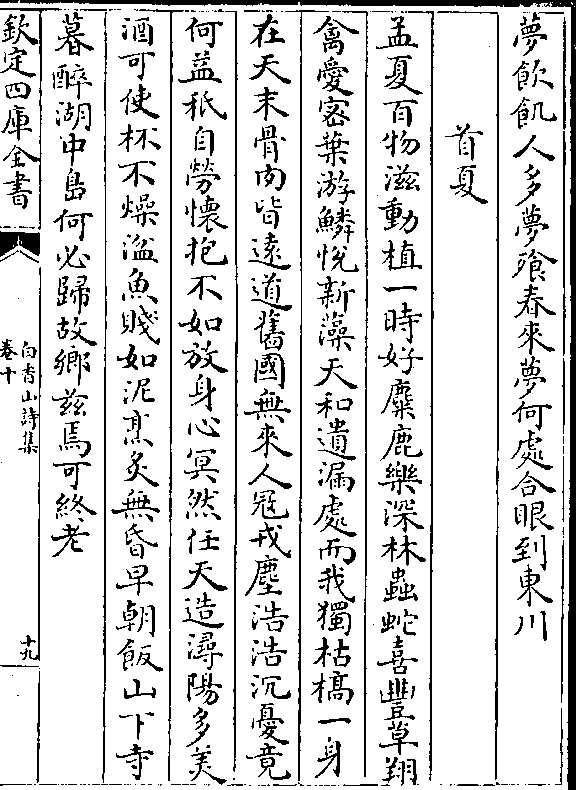 夢飲飢人多夢飱春來夢何處合眼到東川
首夏
孟夏百物滋動植一時好麋鹿樂深林蟲蛇喜豐草翔
禽愛宻葉游鱗悅新藻天和遺漏處而我獨枯槁一身
在天末骨肉皆遠道舊國無來人寇戎塵浩浩沉憂竟
何益秪自勞懷抱不如放身心冥然任天造潯陽多美
酒可使杯不燥湓魚賤如泥烹炙無昏早朝飯山下寺
暮醉湖中島何必歸故鄉兹焉可終老
欽定四庫全書
白香山詩集
卷十
十九